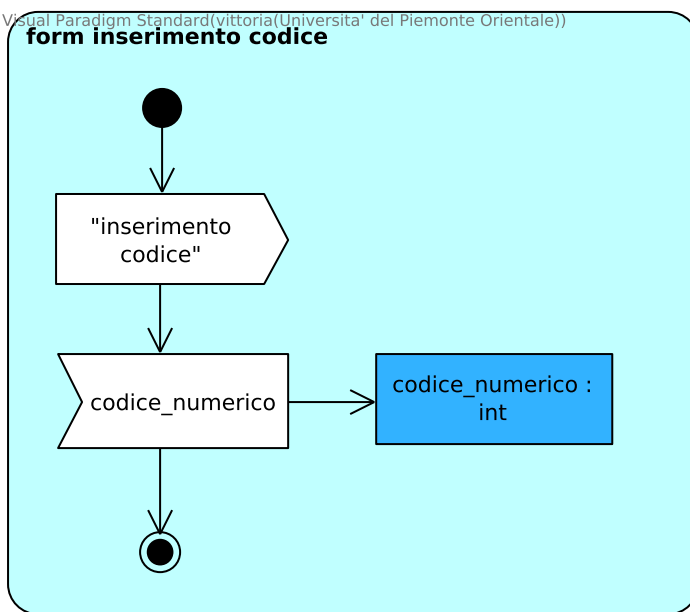 Visual Paradigm Standard(vittoria(Universita' del Piemonte Orientale))
form inserimento codice
"inserimento
codice"
codice_numerico
codice_numerico :
int